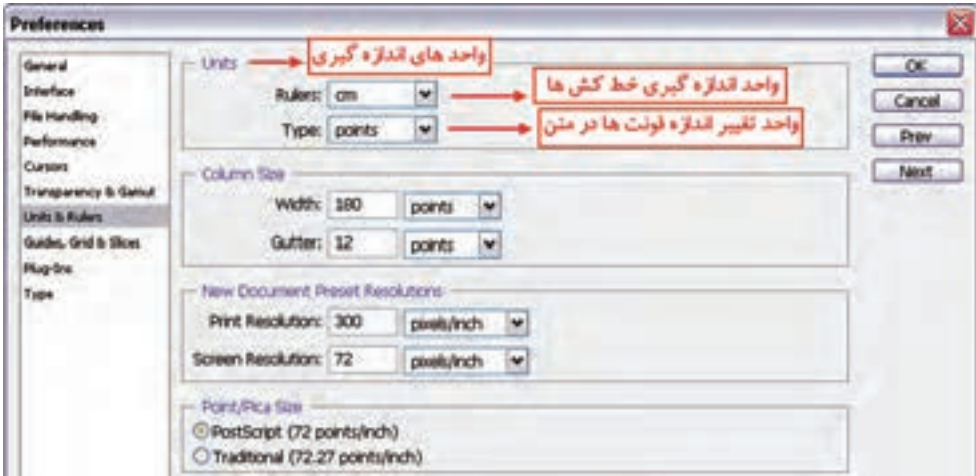 Preferences
General
Interface
File Handling
Performance
Cursors
Transparency & Gamut
Units & Rulers
Guides, Grid & Slices
Plug-Ins
Type
Units
واحد های اندازه گیری
Rulers: cm
واحد اندازه گیری خط کش ها
Type: points
واحد تغییر اندازه فونت ها در متن
Column Size
Width: 180 points
Gutter: 12 points
New Document Preset Resolutions
Print Resolution: 300 pixels/inch
Screen Resolution: 72 pixels/inch
Point/Pica Size
PostScript (72 points/inch)
Traditional (72.27 points/inch)
OK
Cancel
Prev
Next